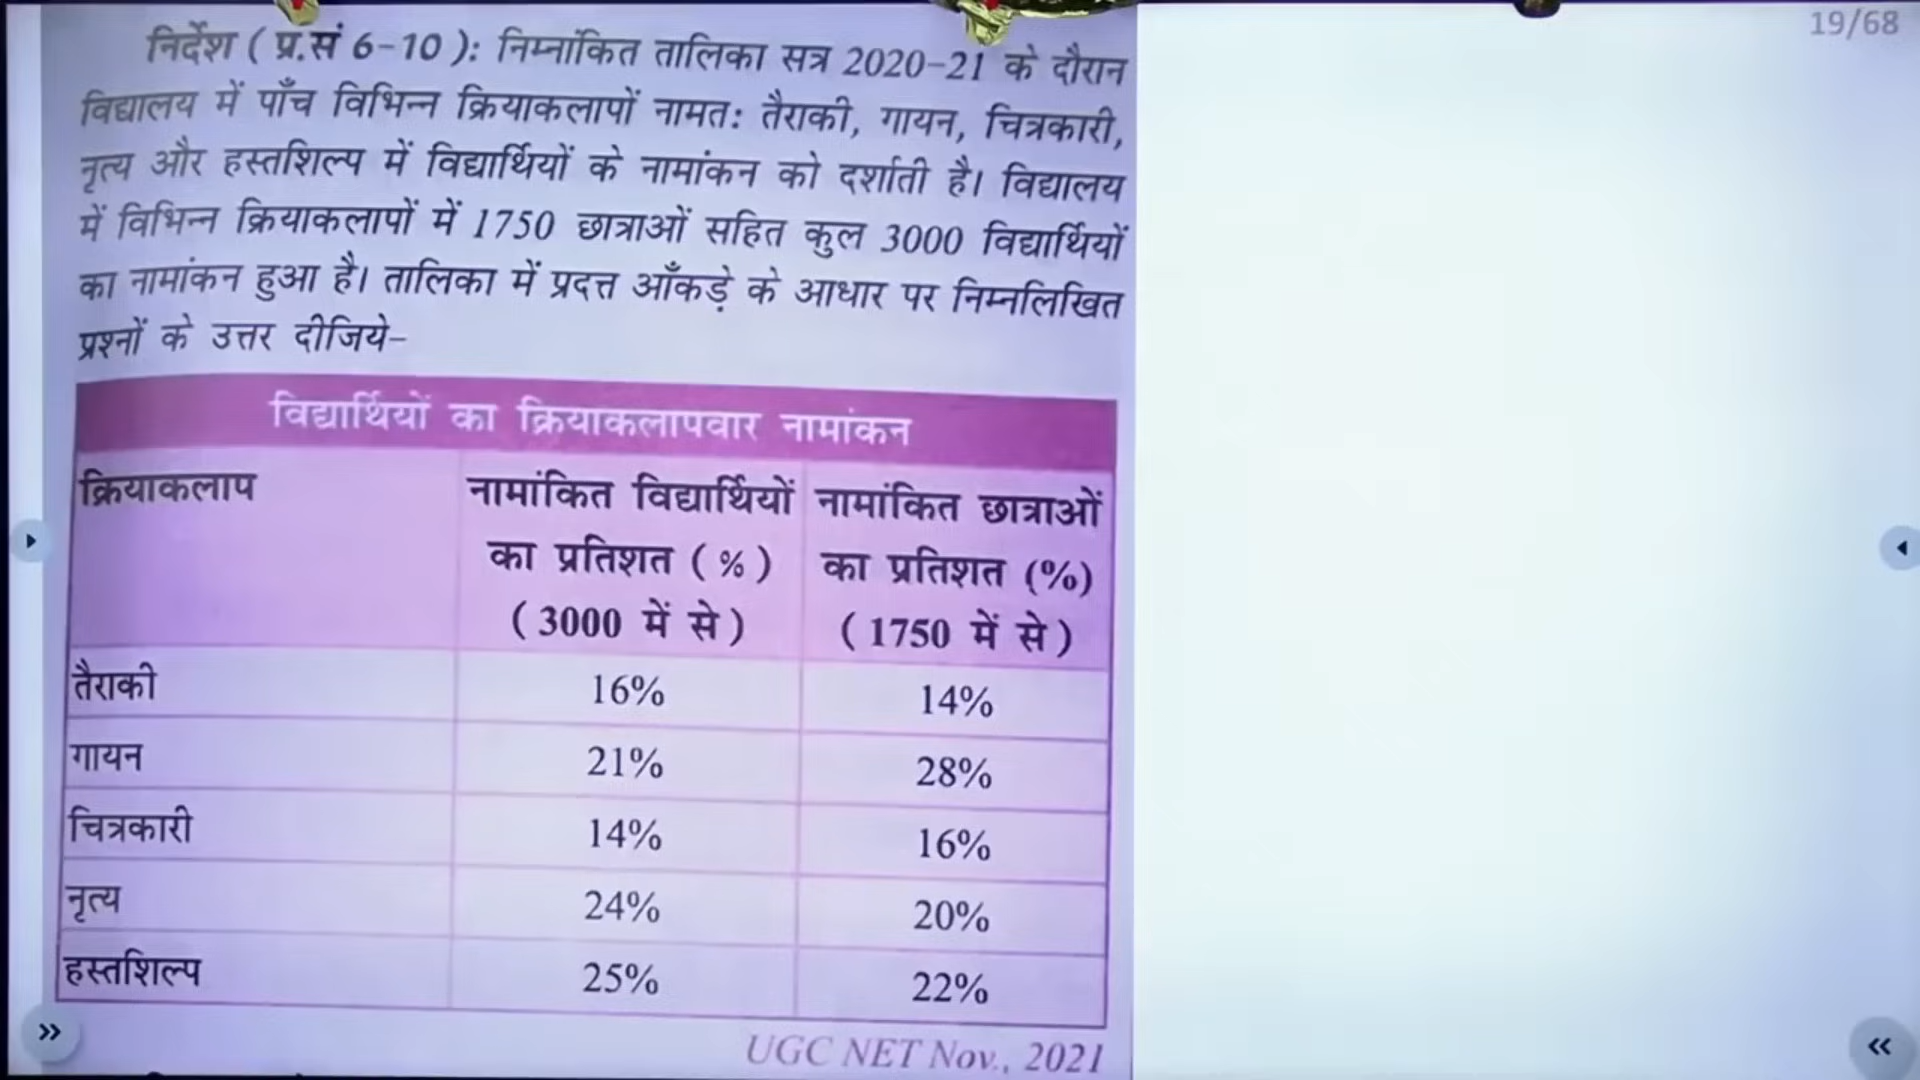 19/68
निर्देश ( प्र.सं 6-10 ): निम्नांकित तालिका सत्र 2020-21 के दौरान
विद्यालय में पाँच विभिन्न क्रियाकलापों नामतः तैराकी, गायन, चित्रकारी,
नृत्य और हस्तशिल्प में विद्यार्थियों के नामांकन को दर्शाती है। विद्यालय
में विभिन्न क्रियाकलापों में 1750 छात्राओं सहित कुल 3000 विद्यार्थियों
का नामांकन हुआ है। तालिका में प्रदत्त आँकड़े के आधार पर निम्नलिखित
प्रश्नों के उत्तर दीजिये-
विद्यार्थियों का क्रियाकलापवार नामांकन
क्रियाकलाप नामांकित विद्यार्थियों नामांकित छात्राओं
का प्रतिशत ( % ) का प्रतिशत (%)
( 3000 में से ) ( 1750 में से )
तैराकी 16% 14%
गायन 21% 28%
चित्रकारी 14% 16%
नृत्य 24% 20%
हस्तशिल्प 25% 22%
UGC NET Nov., 2021